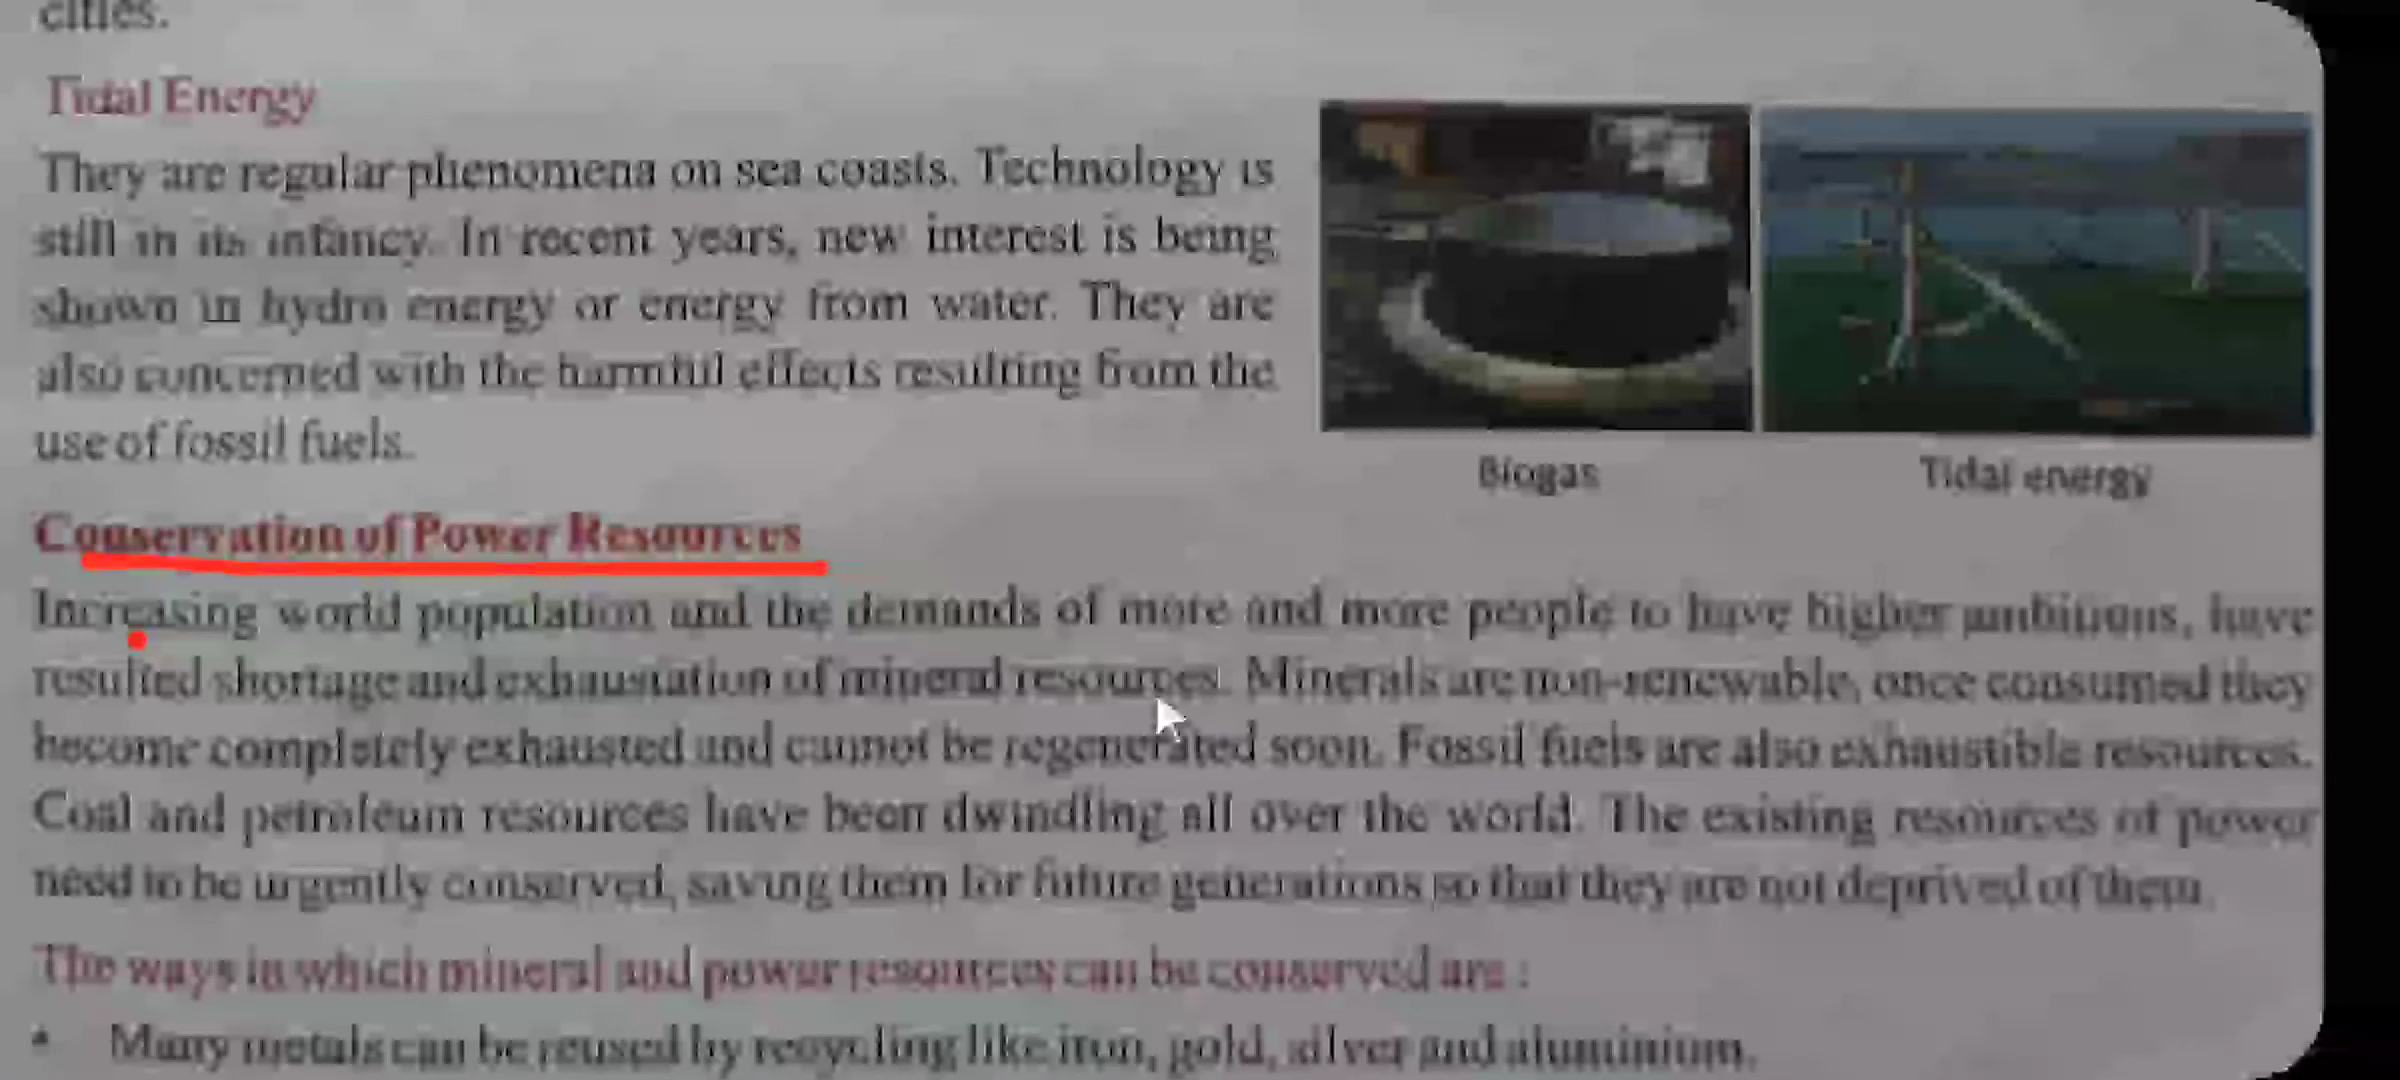 cities.
Tidal Energy
They are regular phenomena on sea coasts. Technology is
still in its infancy. In recent years, new interest is being
shown in hydro energy or energy from water. They are
also concerned with the harmful effects resulting from the
use of fossil fuels.
Biogas
Tidal energy
Conservation of Power Resources
Increasing world population and the demands of more and more people to have higher ambitions, have
resulted shortage and exhaustation of mineral resources. Minerals are non-renewable, once consumed they
become completely exhausted and cannot be regenerated soon. Fossil fuels are also exhaustible resources.
Coal and petroleum resources have been dwindling all over the world. The existing resources of power
need to be urgently conserved, saving them for future generations so that they are not deprived of them.
The ways in which mineral and power resources can be conserved are :
• Many metals can be reused by recycling like iron, gold, silver and aluminium.